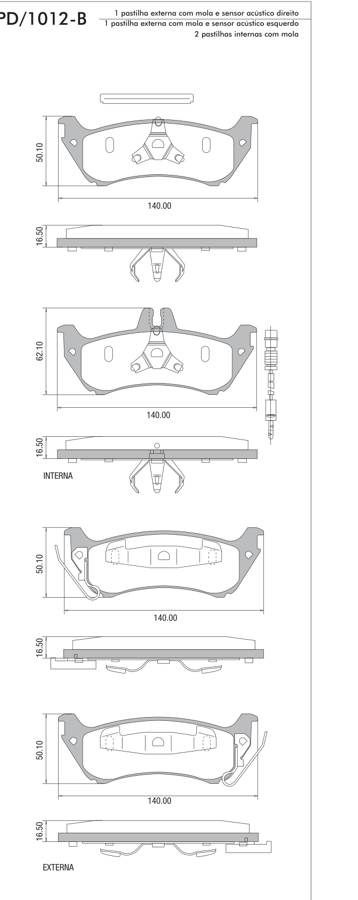 PD/1012-B
1 pastilha externa com mola e sensor acústico direito
1 pastilha externa com mola e sensor acústico esquerdo
2 pastilhas internas com mola
50.10
140.00
16.50
62.10
140.00
16.50
INTERNA
50.10
140.00
16.50
50.10
140.00
16.50
EXTERNA